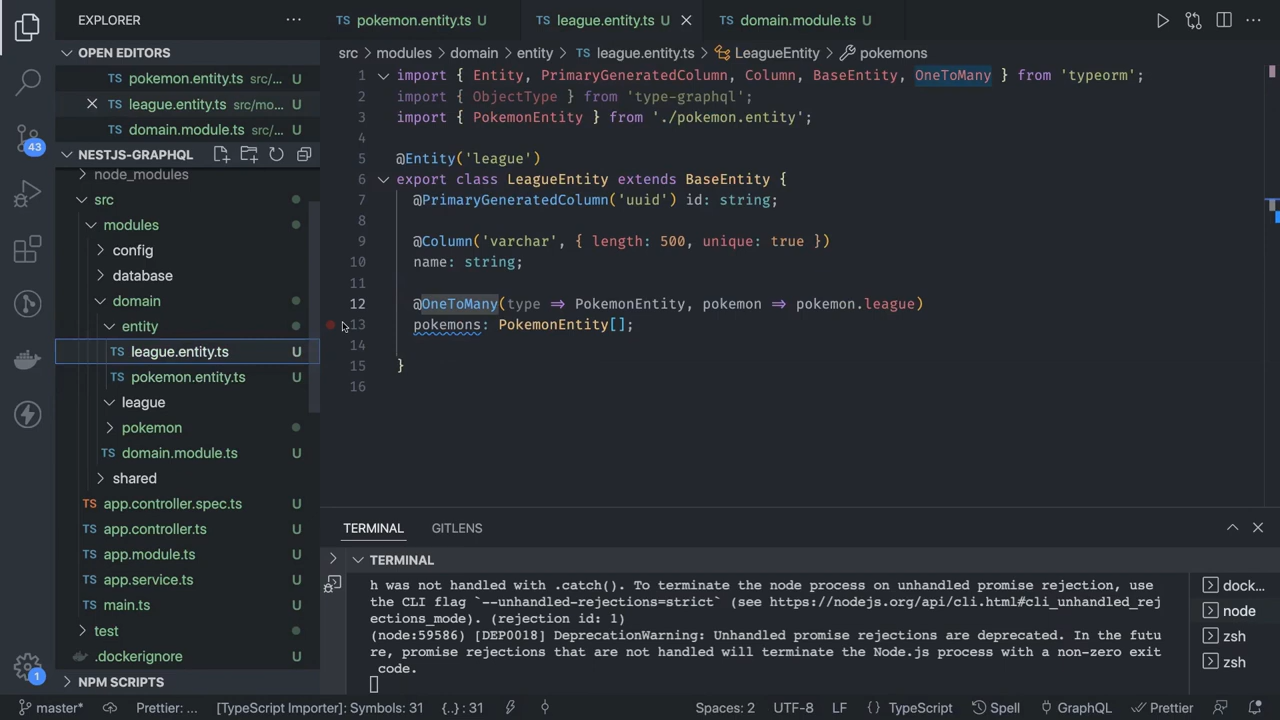 EXPLORER
OPEN EDITORS
TS pokemon.entity.ts src/... U
TS league.entity.ts src/mo... U
TS domain.module.ts src/... U
NESTJS-GRAPHQL
node_modules
src
modules
config
database
domain
entity
TS league.entity.ts U
TS pokemon.entity.ts U
league
pokemon
TS domain.module.ts U
shared
TS app.controller.spec.ts U
TS app.controller.ts U
TS app.module.ts U
TS app.service.ts U
TS main.ts U
test
.dockerignore U
NPM SCRIPTS
43
1
TS pokemon.entity.ts U
TS league.entity.ts U
TS domain.module.ts U
src > modules > domain > entity > TS league.entity.ts > LeagueEntity > pokemons
1 import { Entity, PrimaryGeneratedColumn, Column, BaseEntity, OneToMany } from 'typeorm';
2 import { ObjectType } from 'type-graphql';
3 import { PokemonEntity } from './pokemon.entity';
4
5 @Entity('league')
6 export class LeagueEntity extends BaseEntity {
7 @PrimaryGeneratedColumn('uuid') id: string;
8
9 @Column('varchar', { length: 500, unique: true })
10 name: string;
11
12 @OneToMany(type => PokemonEntity, pokemon => pokemon.league)
13 pokemons: PokemonEntity[];
14
15 }
16
TERMINAL GITLENS
TERMINAL
h was not handled with .catch(). To terminate the node process on unhandled promise rejection, use
the CLI flag `--unhandled-rejections=strict` (see https://nodejs.org/api/cli.html#cli_unhandled_rej
ections_mode). (rejection id: 1)
(node:59586) [DEP0018] DeprecationWarning: Unhandled promise rejections are deprecated. In the futu
re, promise rejections that are not handled will terminate the Node.js process with a non-zero exit
code.
dock...
node
zsh
zsh
master* Prettier: ... [TypeScript Importer]: Symbols: 31 {..} : 31 Spaces: 2 UTF-8 LF TypeScript Spell GraphQL Prettier